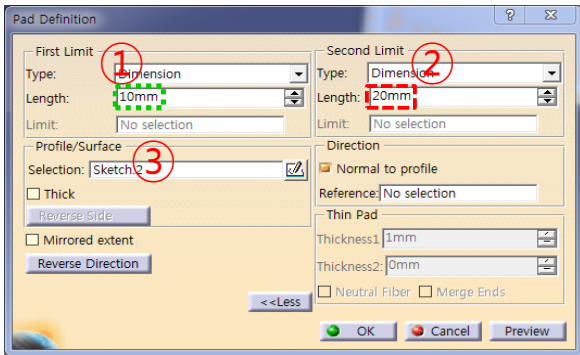 Pad Definition
First Limit
1
Type: Dimension
Length: 10mm
Limit: No selection
Second Limit
2
Type: Dimension
Length: 20mm
Limit: No selection
Profile/Surface
3
Selection: Sketch.2
Thick
Reverse Side
Mirrored extent
Reverse Direction
<<Less
Direction
Normal to profile
Reference: No selection
Thin Pad
Thickness1 1mm
Thickness2: 0mm
Neutral Fiber Merge Ends
OK Cancel Preview